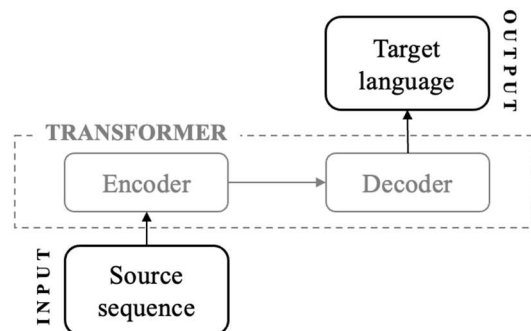 Target
language
OUTPUT
TRANSFORMER
Encoder
Decoder
INPUT
Source
sequence